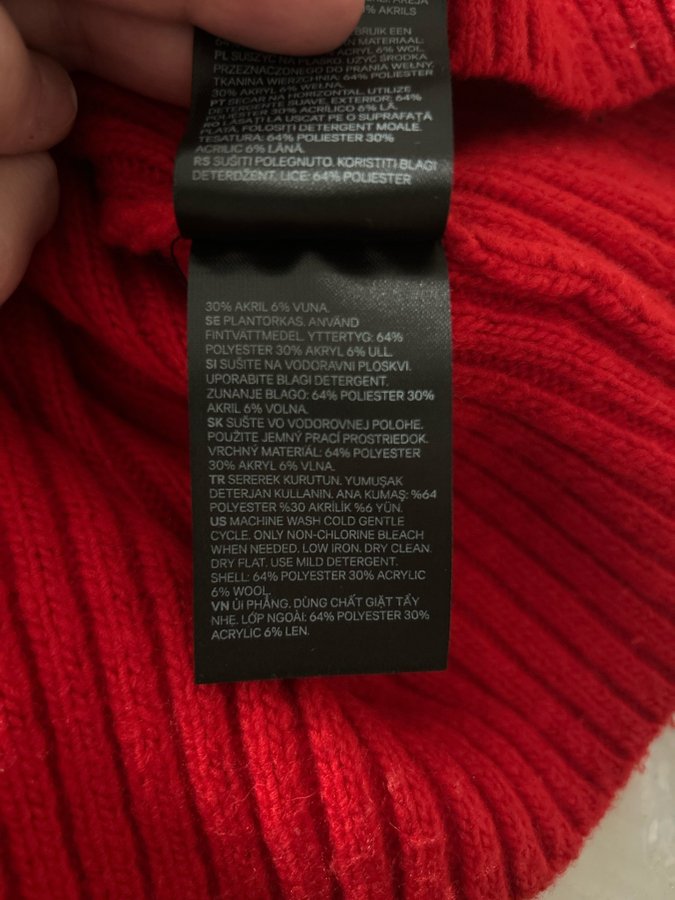 % AKRILS
BRUIK EEN
AN MATERIAAL:
ACRYL 6% WOL.
PL SUSZYĆ NA PŁASKO. UŻYĆ ŚRODKA
PRZEZNACZONEGO DO PRANIA WEŁNY.
TKANINA WIERZCHNIA: 64% POLIESTER
30% AKRYL 6% WEŁNA.
PT SECAR NA HORIZONTAL. UTILIZE
DETERGENTE SUAVE. EXTERIOR: 64%
POLIÉSTER 30% ACRÍLICO 6% LÃ.
RO LĂSAȚI LA USCAT PE O SUPRAFAȚĂ
PLATĂ. FOLOSIȚI DETERGENT MOALE.
ȚESĂTURĂ: 64% POLIESTER 30%
ACRILIC 6% LÂNĂ.
RS SUŠITI POLEGNUTO. KORISTITI BLAGI
DETERDŽENT. LICE: 64% POLIESTER
30% AKRIL 6% VUNA.
SE PLANTORKAS. ANVÄND
FINTVÄTTMEDEL. YTTERTYG: 64%
POLYESTER 30% AKRYL 6% ULL.
SI SUŠITE NA VODORAVNI PLOSKVI.
UPORABITE BLAGI DETERGENT.
ZUNANJE BLAGO: 64% POLIESTER 30%
AKRIL 6% VOLNA.
SK SUŠTE VO VODOROVNEJ POLOHE.
POUŽITE JEMNÝ PRACÍ PROSTRIEDOK.
VRCHNÝ MATERIÁL: 64% POLYESTER
30% AKRYL 6% VLNA.
TR SEREREK KURUTUN. YUMUŞAK
DETERJAN KULLANIN. ANA KUMAŞ: %64
POLYESTER %30 AKRİLİK %6 YÜN.
US MACHINE WASH COLD GENTLE
CYCLE. ONLY NON-CHLORINE BLEACH
WHEN NEEDED. LOW IRON. DRY CLEAN.
DRY FLAT. USE MILD DETERGENT.
SHELL: 64% POLYESTER 30% ACRYLIC
6% WOOL.
VN ỦI PHẲNG. DÙNG CHẤT GIẶT TẨY
NHẸ. LỚP NGOÀI: 64% POLYESTER 30%
ACRYLIC 6% LEN.